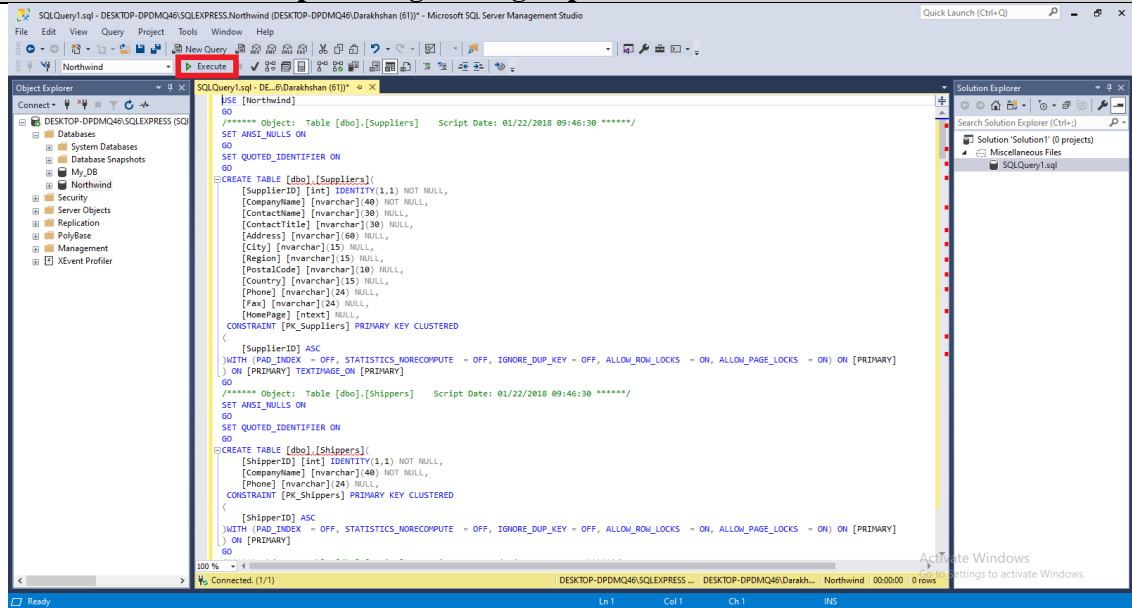 SQLQuery1.sql - DESKTOP-DPDMQ46\SQLEXPRESS.Northwind (DESKTOP-DPDMQ46\Darakhshan (61))* - Microsoft SQL Server Management Studio
Quick Launch (Ctrl+Q)
File Edit View Query Project Tools Window Help
New Query
Northwind
Execute
Object Explorer
Connect
DESKTOP-DPDMQ46\SQLEXPRESS (SQ
Databases
System Databases
Database Snapshots
My_DB
Northwind
Security
Server Objects
Replication
PolyBase
Management
XEvent Profiler
SQLQuery1.sql - DE...6\Darakhshan (61))*
USE [Northwind]
GO
/****** Object: Table [dbo].[Suppliers] Script Date: 01/22/2018 09:46:30 ******/
SET ANSI_NULLS ON
GO
SET QUOTED_IDENTIFIER ON
GO
CREATE TABLE [dbo].[Suppliers](
[SupplierID] [int] IDENTITY(1,1) NOT NULL,
[CompanyName] [nvarchar](40) NOT NULL,
[ContactName] [nvarchar](30) NULL,
[ContactTitle] [nvarchar](30) NULL,
[Address] [nvarchar](60) NULL,
[City] [nvarchar](15) NULL,
[Region] [nvarchar](15) NULL,
[PostalCode] [nvarchar](10) NULL,
[Country] [nvarchar](15) NULL,
[Phone] [nvarchar](24) NULL,
[Fax] [nvarchar](24) NULL,
[HomePage] [ntext] NULL,
CONSTRAINT [PK_Suppliers] PRIMARY KEY CLUSTERED
(
[SupplierID] ASC
)WITH (PAD_INDEX = OFF, STATISTICS_NORECOMPUTE = OFF, IGNORE_DUP_KEY = OFF, ALLOW_ROW_LOCKS = ON, ALLOW_PAGE_LOCKS = ON) ON [PRIMARY]
) ON [PRIMARY] TEXTIMAGE_ON [PRIMARY]
GO
/****** Object: Table [dbo].[Shippers] Script Date: 01/22/2018 09:46:30 ******/
SET ANSI_NULLS ON
GO
SET QUOTED_IDENTIFIER ON
GO
CREATE TABLE [dbo].[Shippers](
[ShipperID] [int] IDENTITY(1,1) NOT NULL,
[CompanyName] [nvarchar](40) NOT NULL,
[Phone] [nvarchar](24) NULL,
CONSTRAINT [PK_Shippers] PRIMARY KEY CLUSTERED
(
[ShipperID] ASC
)WITH (PAD_INDEX = OFF, STATISTICS_NORECOMPUTE = OFF, IGNORE_DUP_KEY = OFF, ALLOW_ROW_LOCKS = ON, ALLOW_PAGE_LOCKS = ON) ON [PRIMARY]
) ON [PRIMARY]
GO
100 %
Connected. (1/1)
DESKTOP-DPDMQ46\SQLEXPRESS ... DESKTOP-DPDMQ46\Darakh... Northwind 00:00:00 0 rows
Solution Explorer
Search Solution Explorer (Ctrl+;)
Solution 'Solution1' (0 projects)
Miscellaneous Files
SQLQuery1.sql
Activate Windows
Go to Settings to activate Windows.
Ready
Ln 1 Col 1 Ch 1 INS